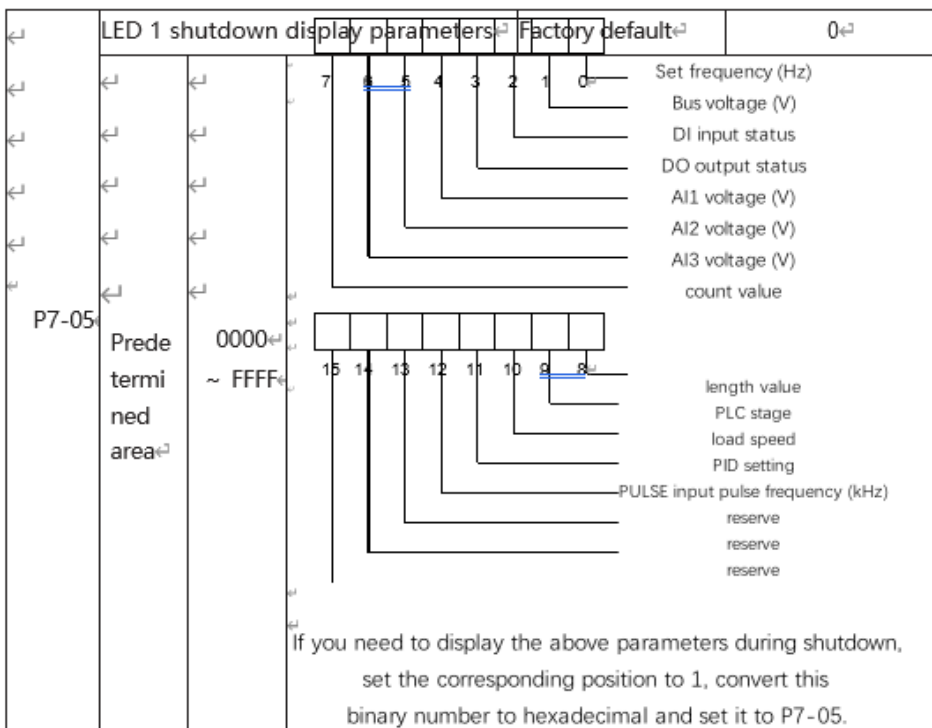 LED 1 shutdown display parameters Factory default 0
7 6 5 4 3 2 1 0
Set frequency (Hz)
Bus voltage (V)
DI input status
DO output status
AI1 voltage (V)
AI2 voltage (V)
AI3 voltage (V)
count value
P7-05
Prede
termi
ned
area
0000
~ FFFF
15 14 13 12 11 10 9 8
length value
PLC stage
load speed
PID setting
PULSE input pulse frequency (kHz)
reserve
reserve
reserve
If you need to display the above parameters during shutdown,
set the corresponding position to 1, convert this
binary number to hexadecimal and set it to P7-05.